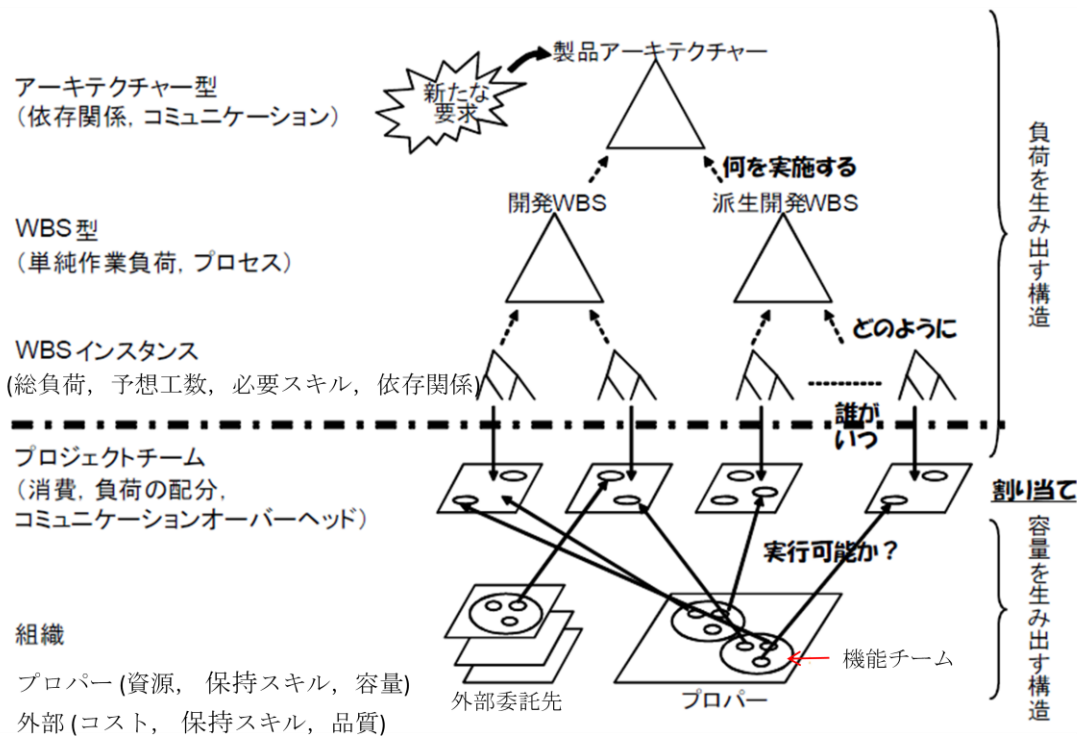 製品アーキテクチャー
新たな
要求
アーキテクチャー型
(依存関係, コミュニケーション)
何を実施する
開発WBS
派生開発WBS
WBS型
(単純作業負荷, プロセス)
どのように
WBSインスタンス
(総負荷, 予想工数, 必要スキル, 依存関係)
誰が
いつ
負荷を生み出す構造
プロジェクトチーム
(消費, 負荷の配分,
コミュニケーションオーバーヘッド)
割り当て
実行可能か？
組織
プロパー (資源, 保持スキル, 容量)
外部 (コスト, 保持スキル, 品質)
外部委託先
プロパー
機能チーム
容量を生み出す構造